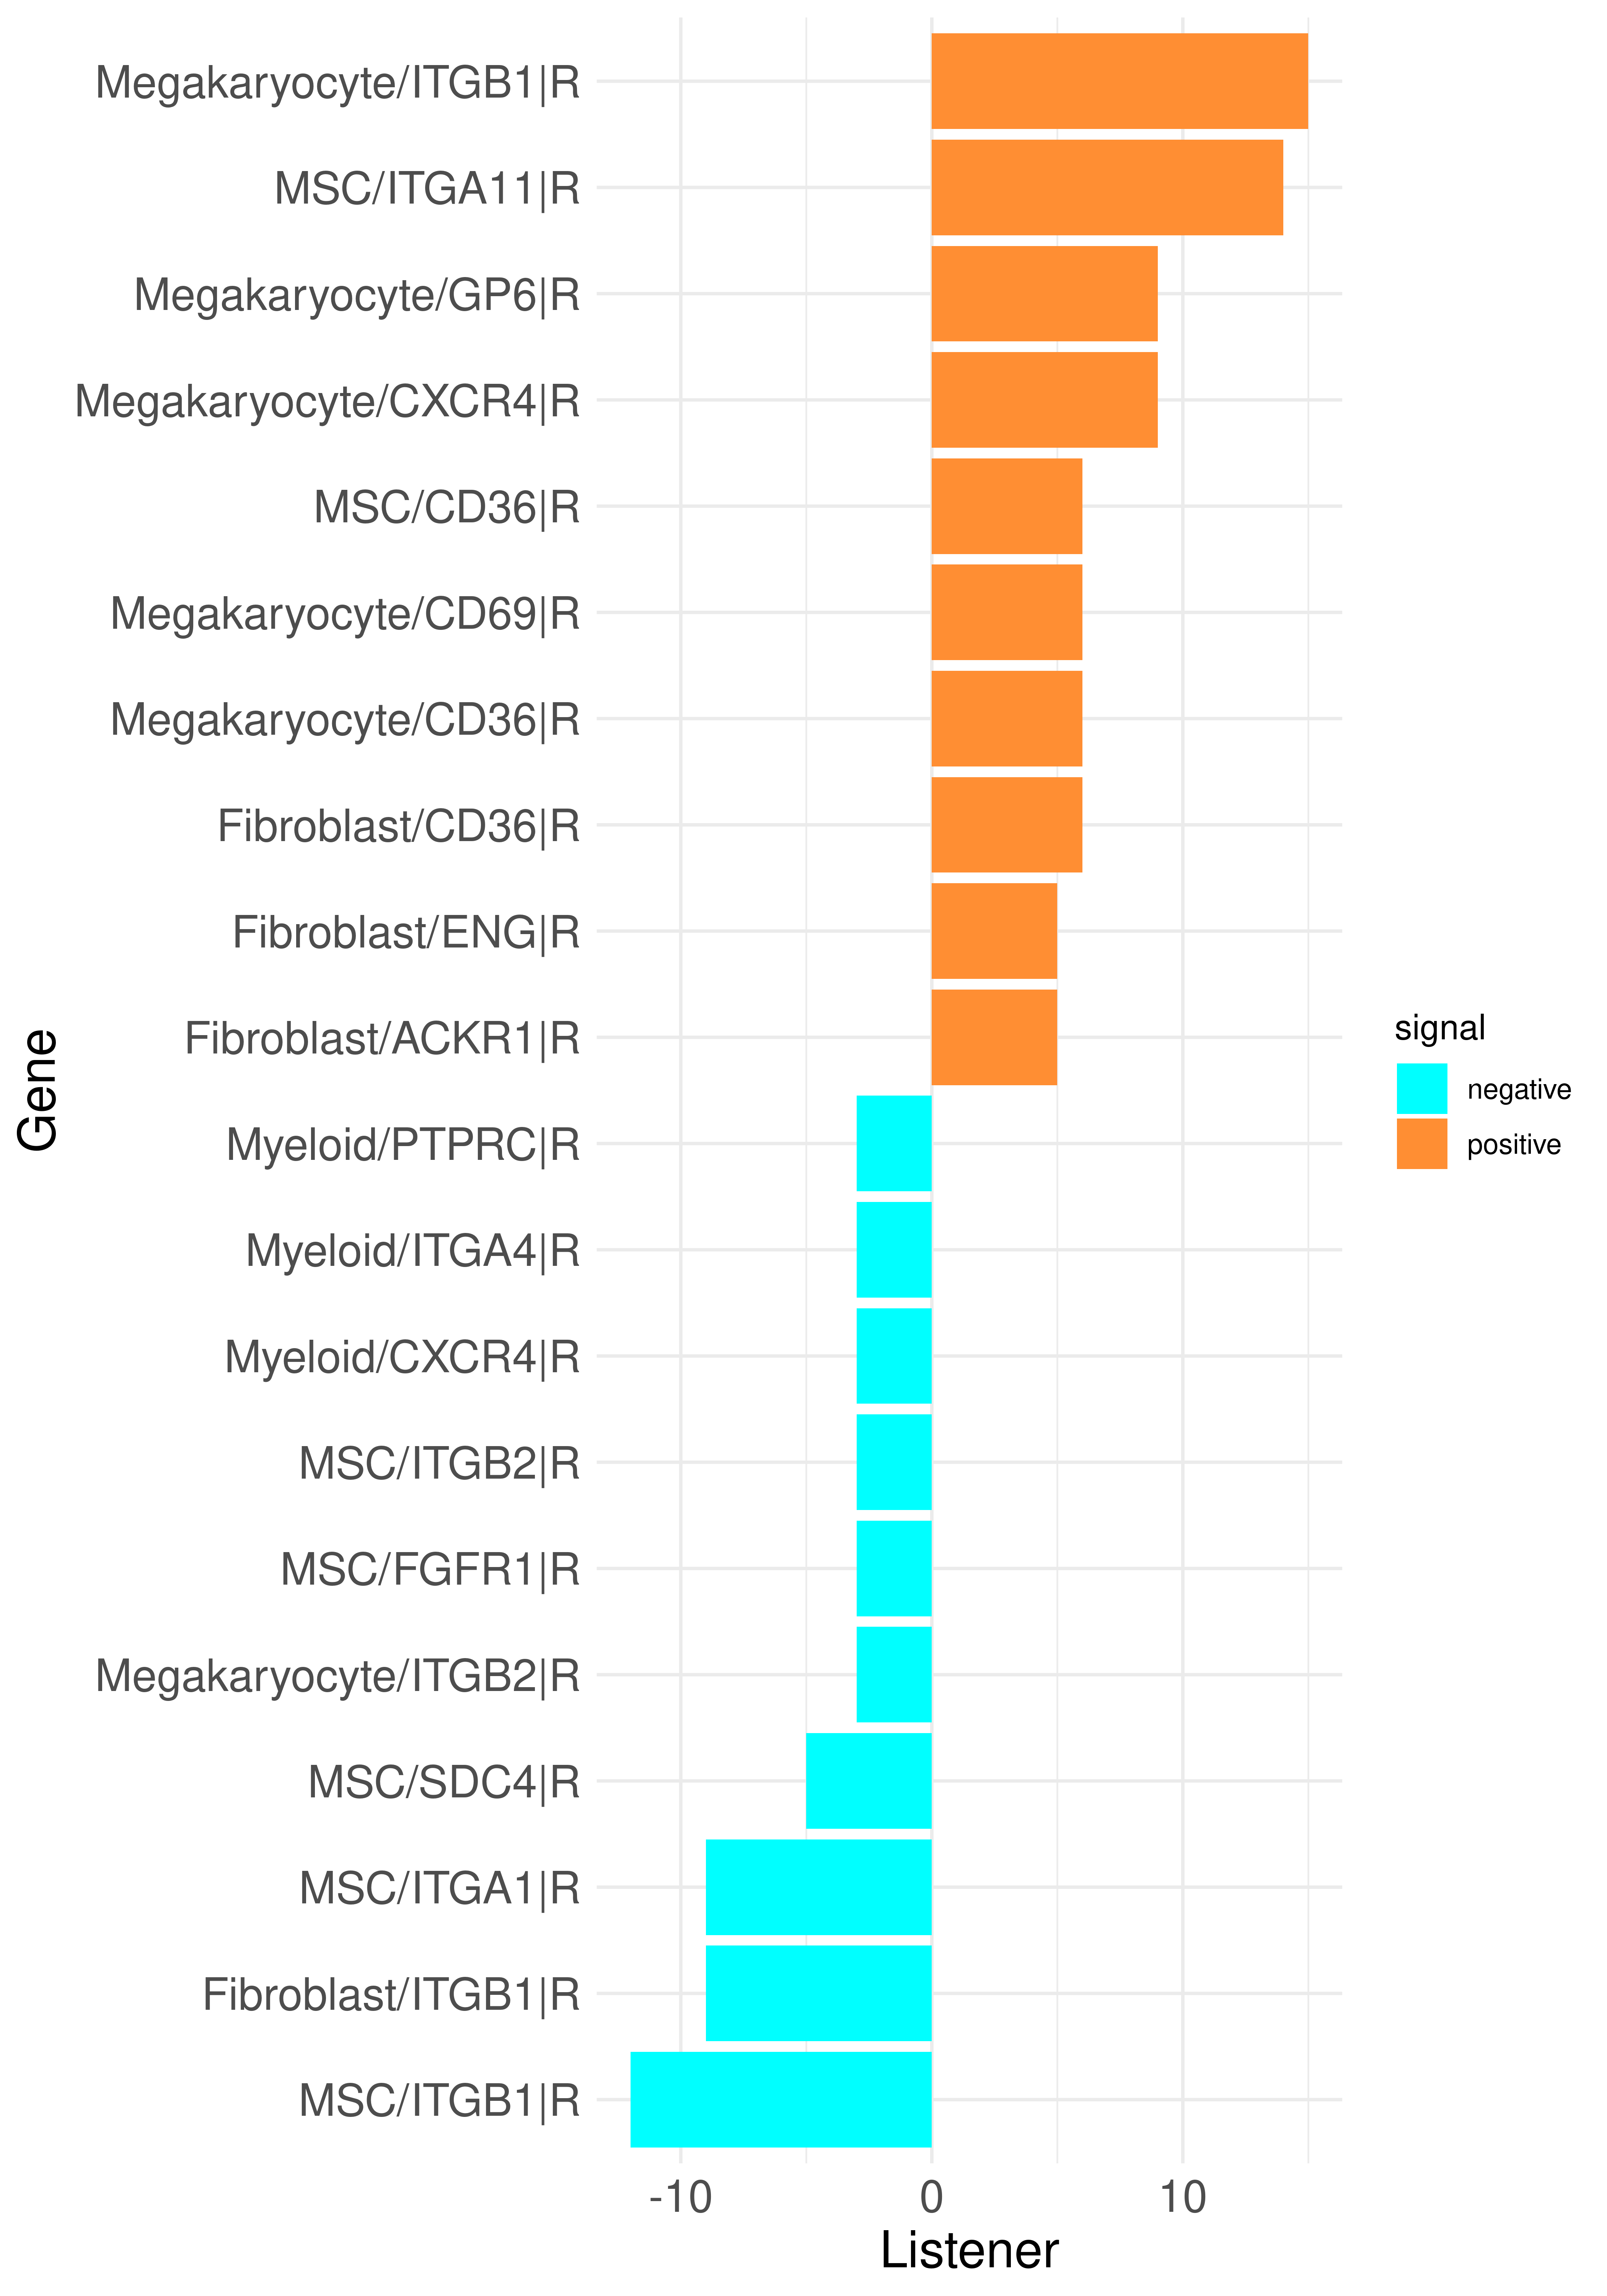 Megakaryocyte/ITGB1|R
MSC/ITGA11|R
Megakaryocyte/GP6|R
Megakaryocyte/CXCR4|R
MSC/CD36|R
Megakaryocyte/CD69|R
Megakaryocyte/CD36|R
Fibroblast/CD36|R
Fibroblast/ENG|R
Fibroblast/ACKR1|R
Myeloid/PTPRC|R
Myeloid/ITGA4|R
Myeloid/CXCR4|R
MSC/ITGB2|R
MSC/FGFR1|R
Megakaryocyte/ITGB2|R
MSC/SDC4|R
MSC/ITGA1|R
Fibroblast/ITGB1|R
MSC/ITGB1|R
Gene
-10 0 10
Listener
signal
negative
positive